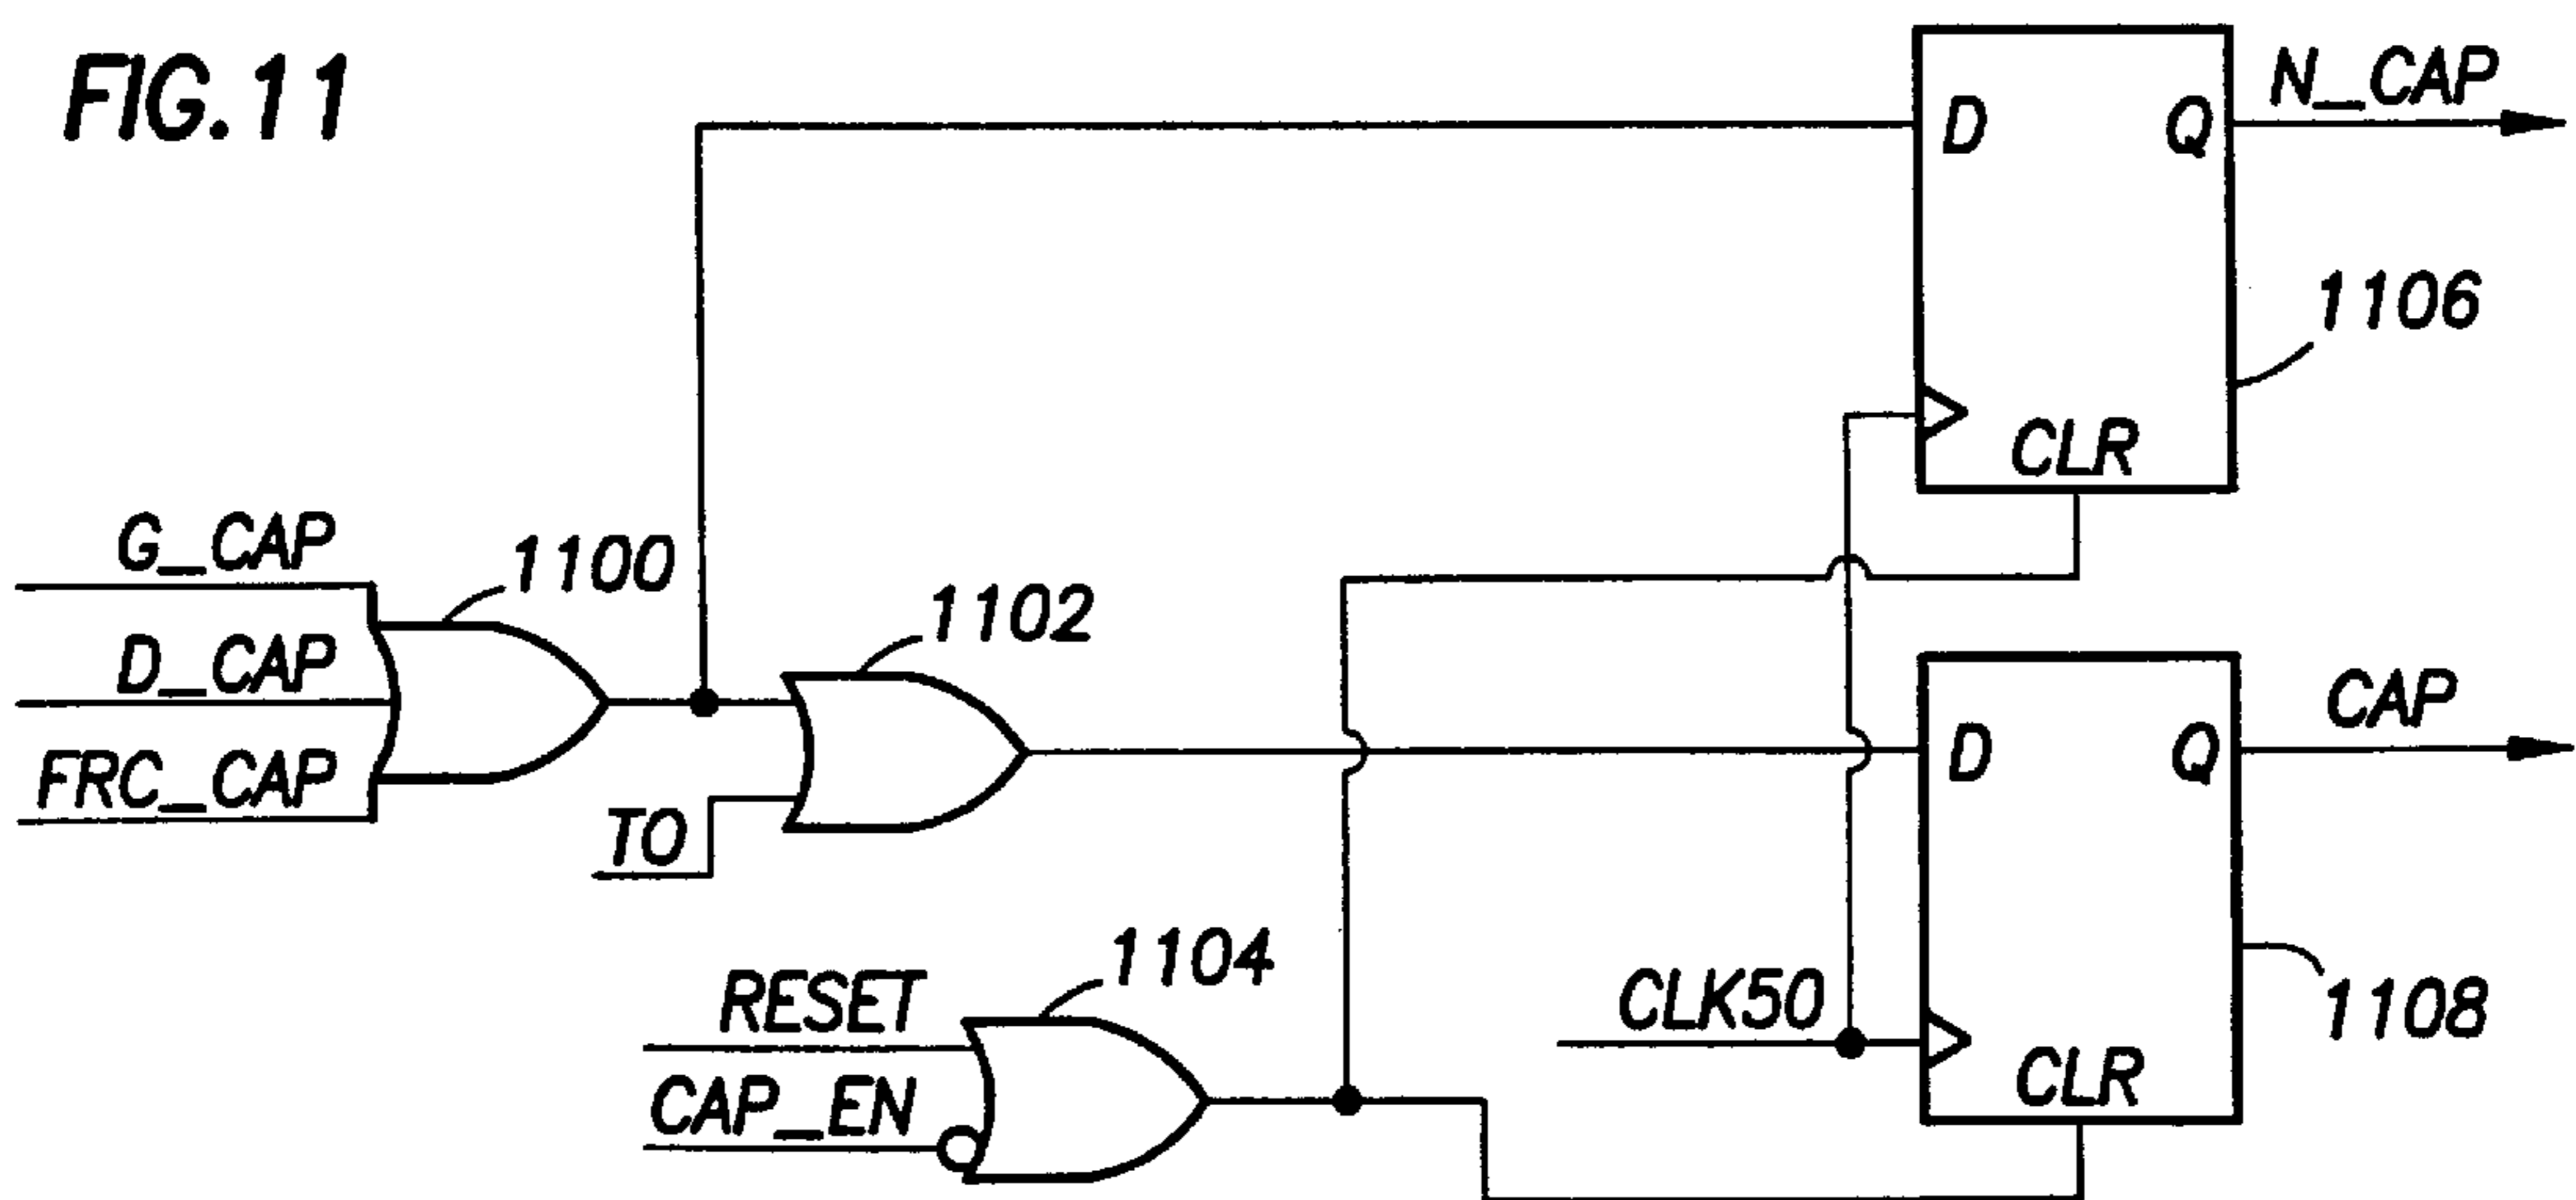 FIG.11
D
Q
N_CAP
1106
CLR
G_CAP
1100
D_CAP
1102
FRC_CAP
TO
D
Q
CAP
1104
RESET
CLK50
1108
CAP_EN
CLR